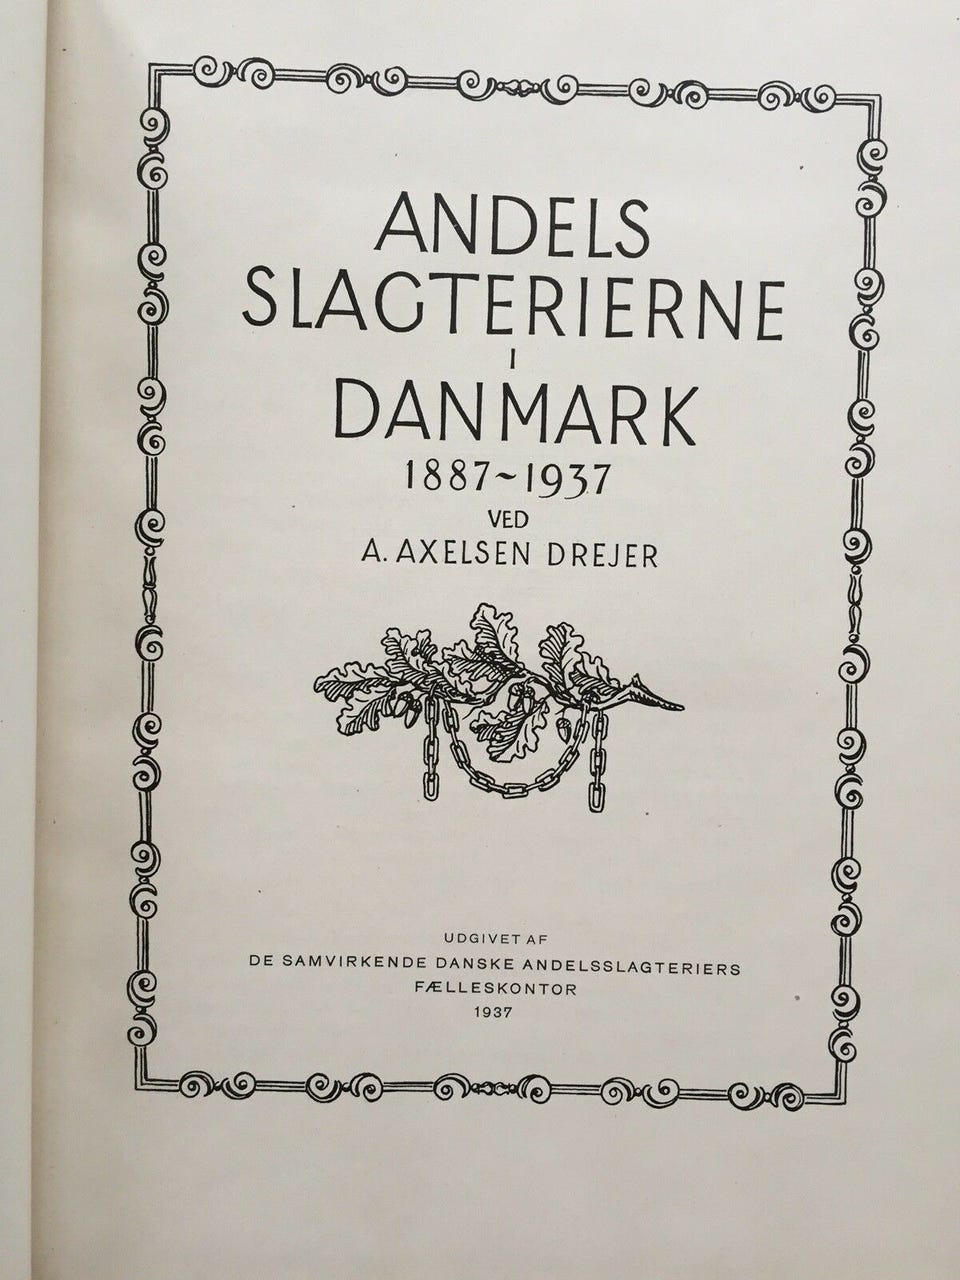 ANDELS
SLAGTERIERNE
I
DANMARK
1887~1937
VED
A. AXELSEN DREJER
UDGIVET AF
DE SAMVIRKENDE DANSKE ANDELSSLAGTERIERS
FÆLLESKONTOR
1937